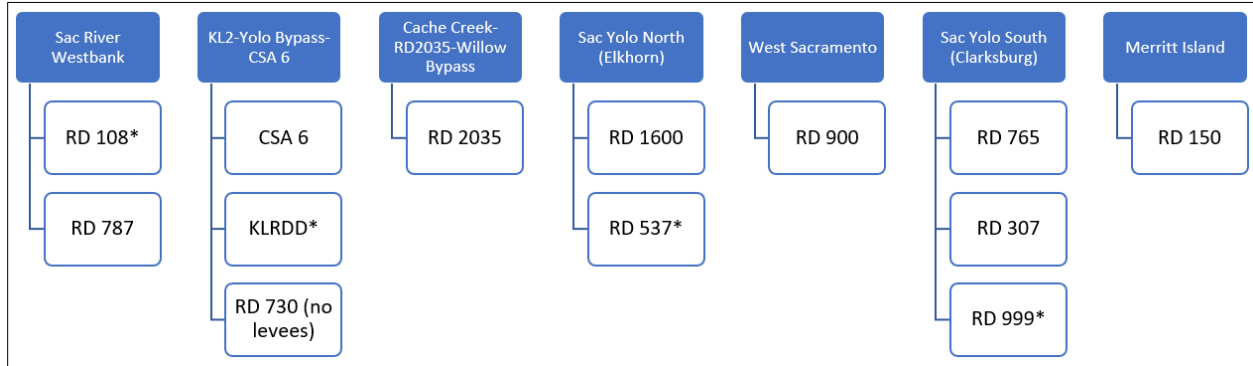 Sac River
Westbank
RD 108*
RD 787
KL2-Yolo Bypass-
CSA 6
CSA 6
KLRDD*
RD 730 (no
levees)
Cache Creek-
RD2035-Willow
Bypass
RD 2035
Sac Yolo North
(Elkhorn)
RD 1600
RD 537*
West Sacramento
RD 900
Sac Yolo South
(Clarksburg)
RD 765
RD 307
RD 999*
Merritt Island
RD 150